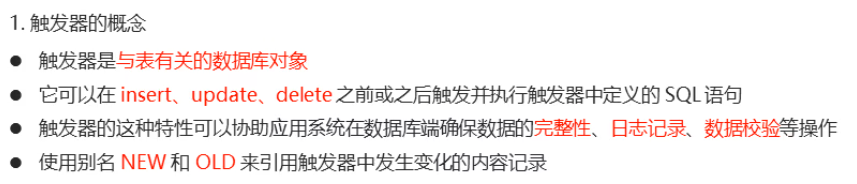 1. 触发器的概念
● 触发器是与表有关的数据库对象
● 它可以在 insert、update、delete 之前或之后触发并执行触发器中定义的 SQL 语句
● 触发器的这种特性可以协助应用系统在数据库端确保数据的完整性、日志记录、数据校验等操作
● 使用别名 NEW 和 OLD 来引用触发器中发生变化的内容记录